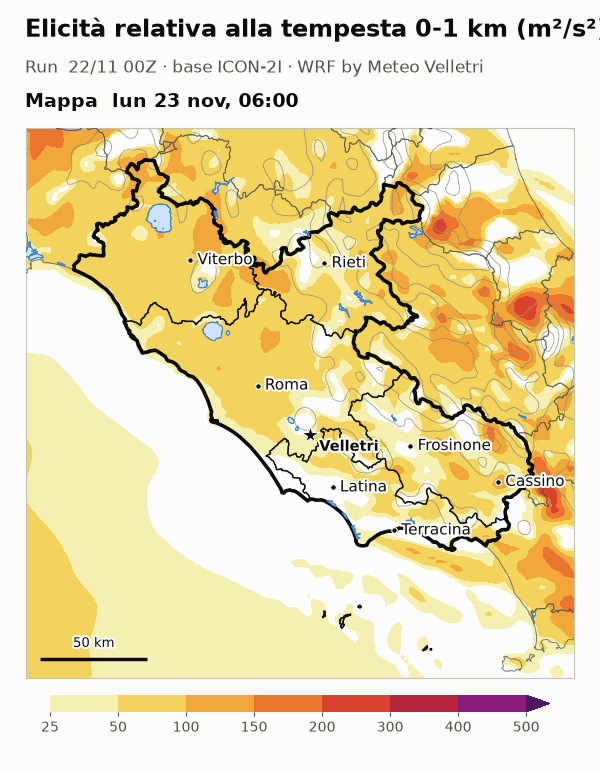 Elicità relativa alla tempesta 0-1 km (m²/s²)
Run 22/11 00Z · base ICON-2I · WRF by Meteo Velletri
Mappa lun 23 nov, 06:00
Viterbo
Rieti
Roma
Velletri
Frosinone
Latina
Cassino
Terracina
50 km
25 50 100 150 200 300 400 500